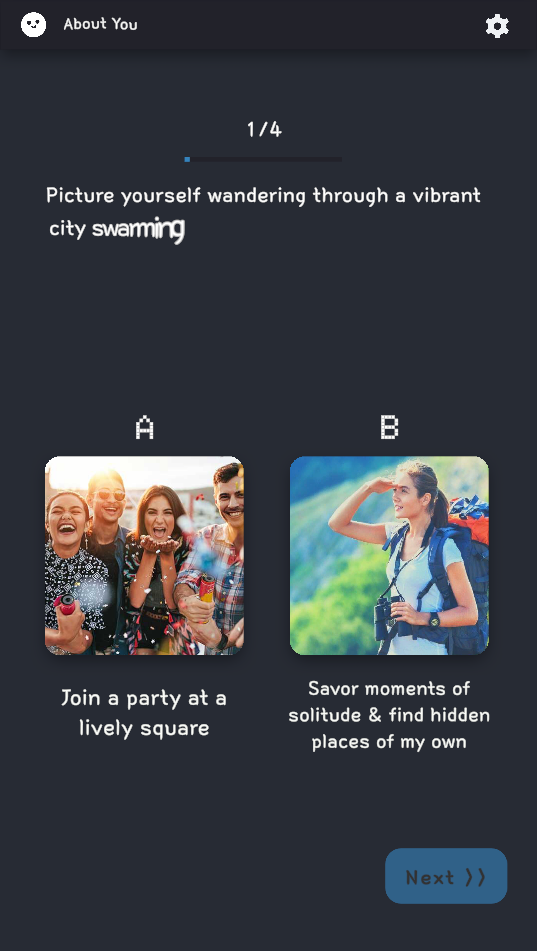 About You
1/4
Picture yourself wandering through a vibrant
city swarming
A
B
Join a party at a
lively square
Savor moments of
solitude & find hidden
places of my own
Next ⟩⟩